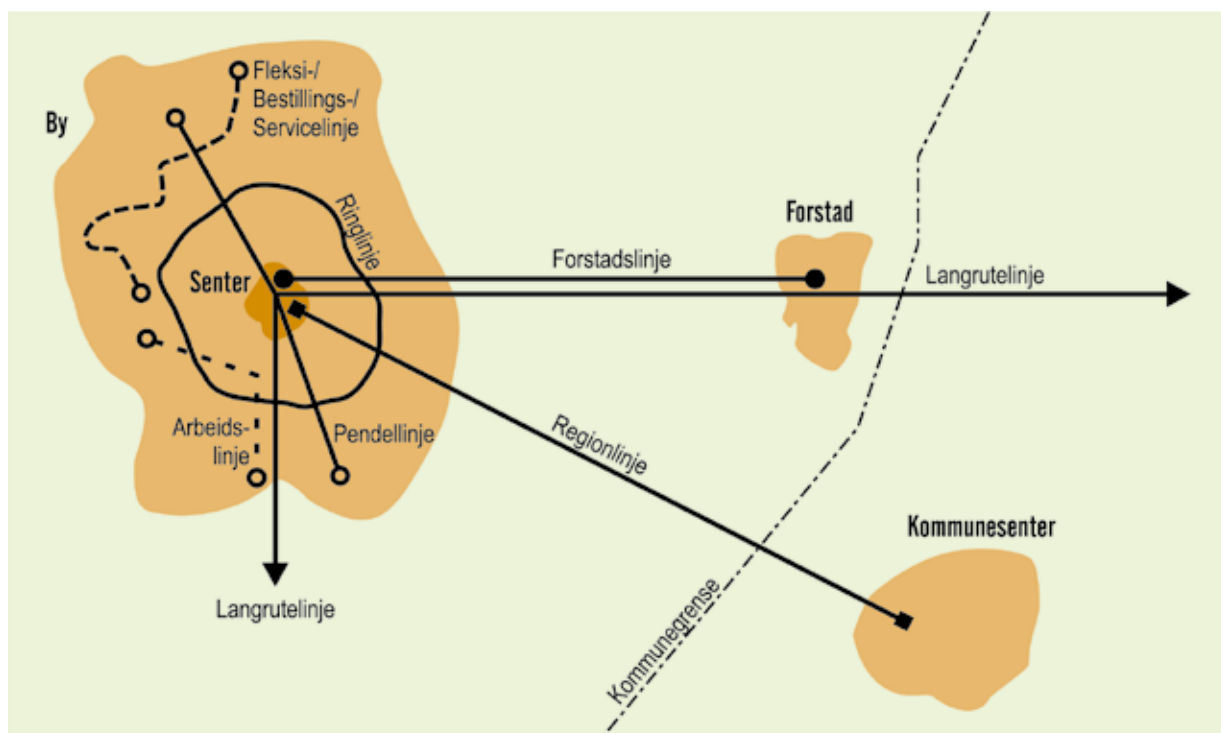 Fleksi-/
Bestillings-/
Servicelinje
By
Ringlinje
Senter
Forstad
Forstadslinje
Langrutelinje
Arbeids-
linje
Pendellinje
Regionlinje
Kommunesenter
Langrutelinje
Kommunegrense